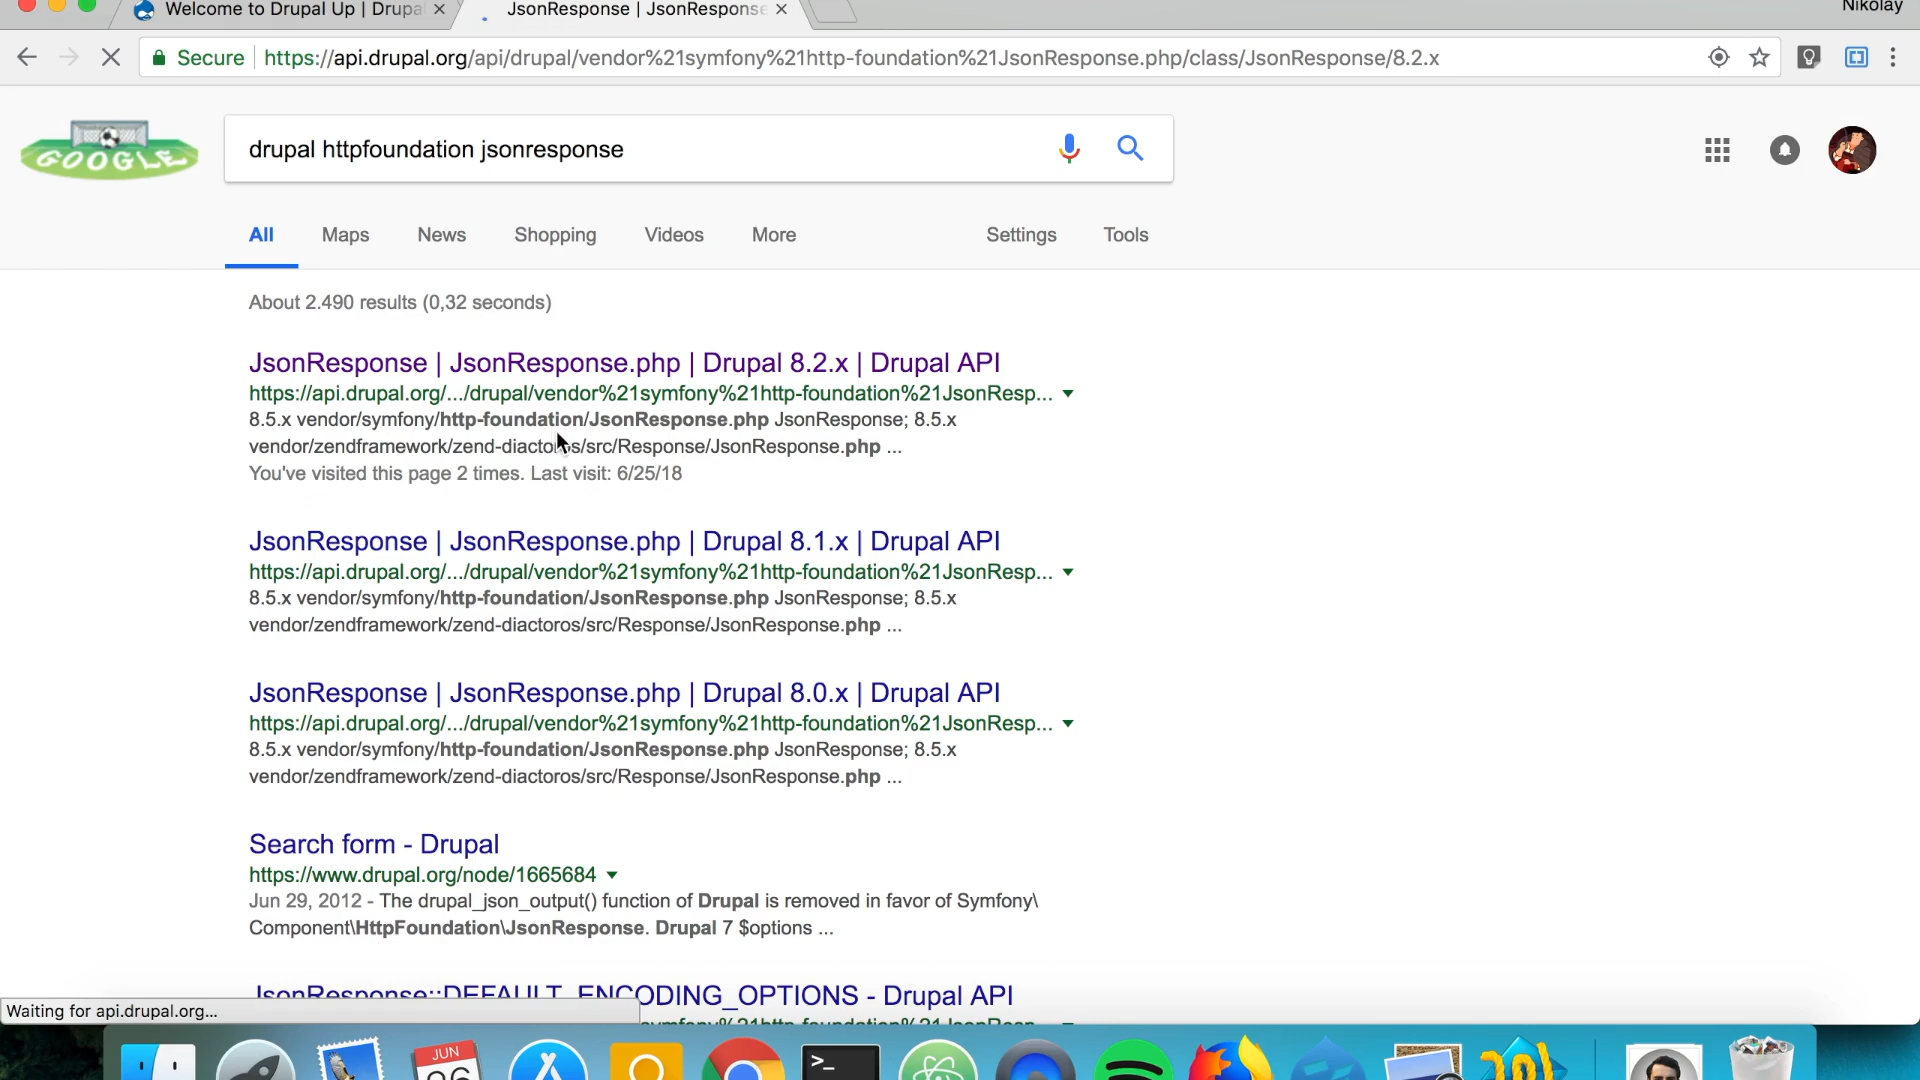 Nikolay
Welcome to Drupal Up | Drupa
JsonResponse | JsonResponse
Secure
https://api.drupal.org/api/drupal/vendor%21symfony%21http-foundation%21JsonResponse.php/class/JsonResponse/8.2.x
GOOGLE
drupal httpfoundation jsonresponse
All Maps News Shopping Videos More Settings Tools
About 2.490 results (0,32 seconds)
JsonResponse | JsonResponse.php | Drupal 8.2.x | Drupal API
https://api.drupal.org/.../drupal/vendor%21symfony%21http-foundation%21JsonResp...
8.5.x vendor/symfony/http-foundation/JsonResponse.php JsonResponse; 8.5.x
vendor/zendframework/zend-diactoros/src/Response/JsonResponse.php ...
You've visited this page 2 times. Last visit: 6/25/18
JsonResponse | JsonResponse.php | Drupal 8.1.x | Drupal API
https://api.drupal.org/.../drupal/vendor%21symfony%21http-foundation%21JsonResp...
8.5.x vendor/symfony/http-foundation/JsonResponse.php JsonResponse; 8.5.x
vendor/zendframework/zend-diactoros/src/Response/JsonResponse.php ...
JsonResponse | JsonResponse.php | Drupal 8.0.x | Drupal API
https://api.drupal.org/.../drupal/vendor%21symfony%21http-foundation%21JsonResp...
8.5.x vendor/symfony/http-foundation/JsonResponse.php JsonResponse; 8.5.x
vendor/zendframework/zend-diactoros/src/Response/JsonResponse.php ...
Search form - Drupal
https://www.drupal.org/node/1665684
Jun 29, 2012 - The drupal_json_output() function of Drupal is removed in favor of Symfony\
Component\HttpFoundation\JsonResponse. Drupal 7 $options ...
JsonResponse::DEFAULT_ENCODING_OPTIONS - Drupal API
Waiting for api.drupal.org...
JUN
26